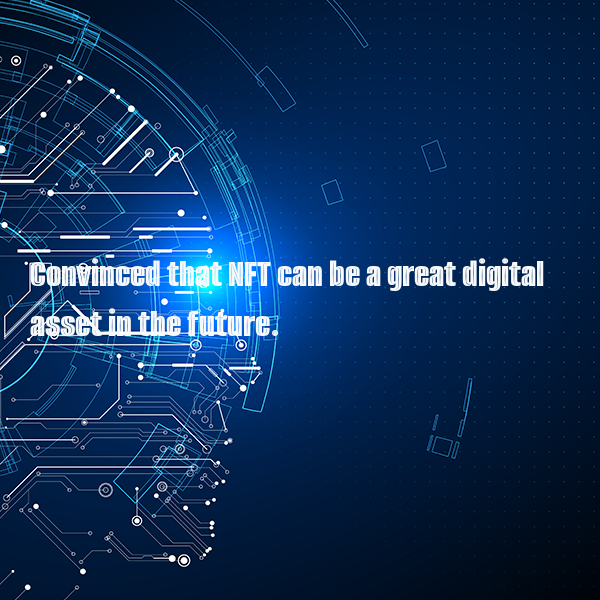 Convinced that NFT can be a great digital
asset in the future.